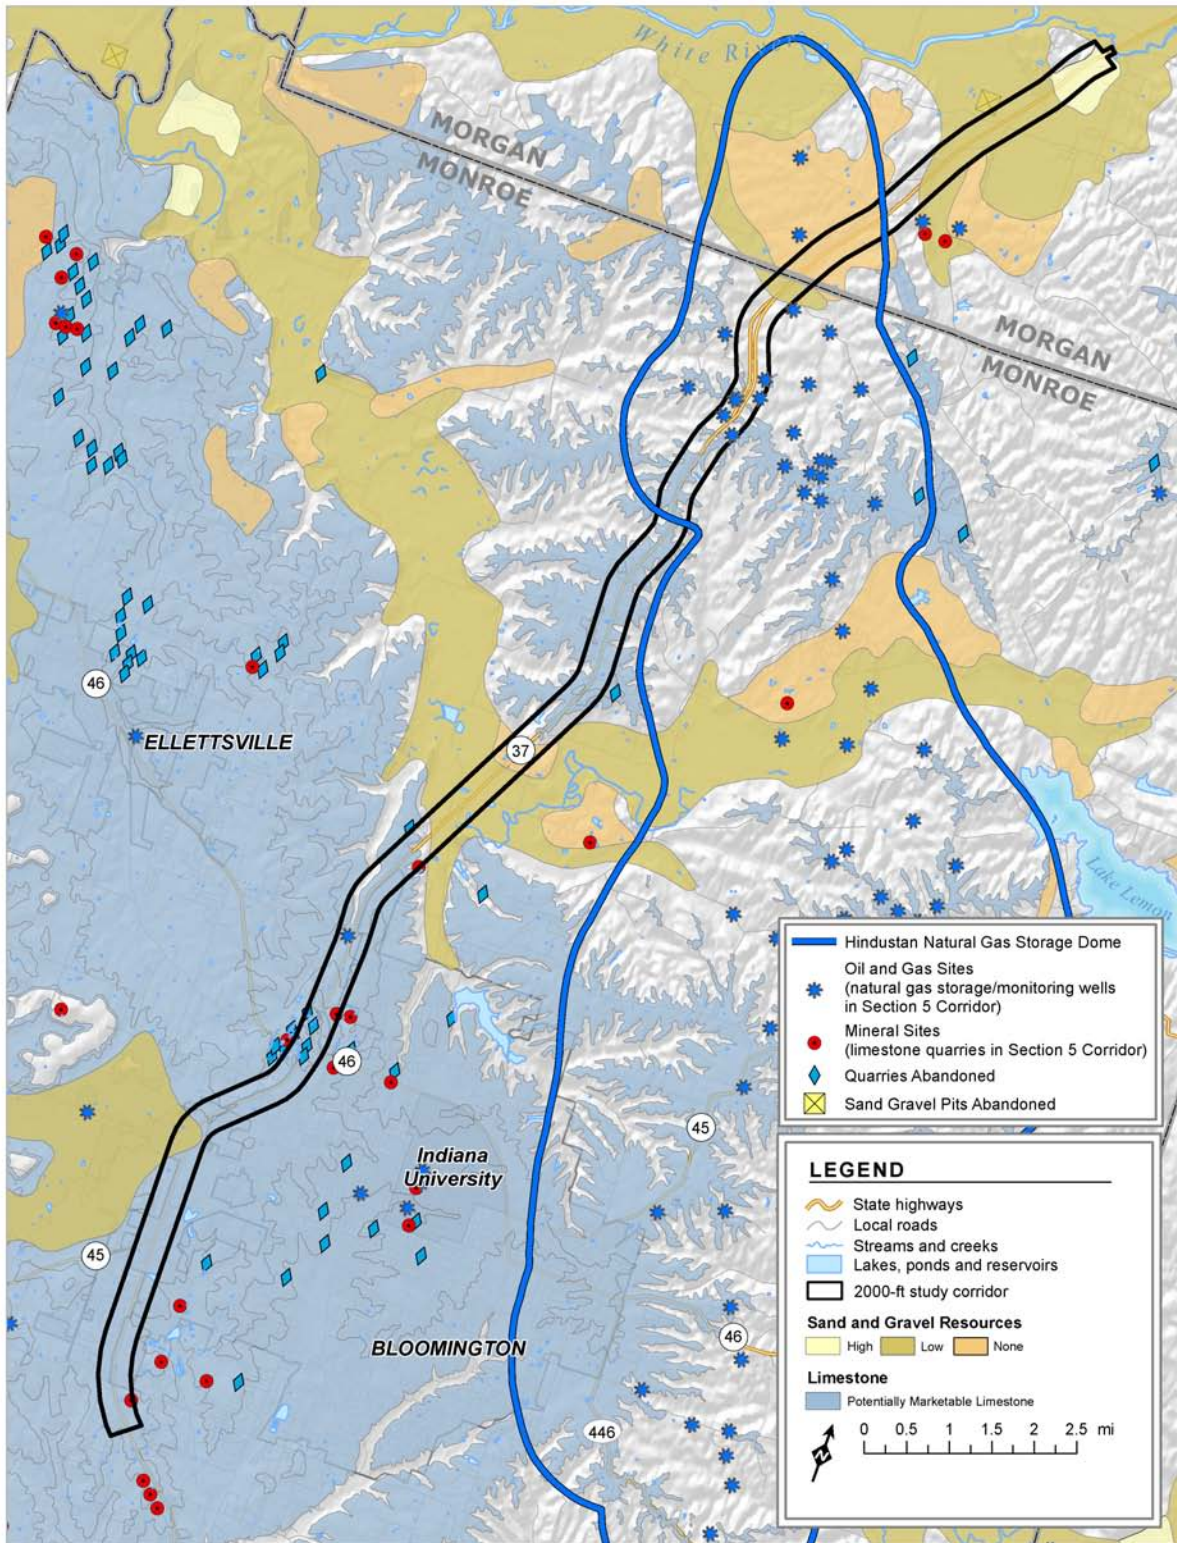 White River
MORGAN
MONROE
MORGAN
MONROE
46
ELLETTSVILLE
37
Lake Lemon
46
45
Indiana
University
45
BLOOMINGTON
46
446
Hindustan Natural Gas Storage Dome
Oil and Gas Sites
(natural gas storage/monitoring wells
in Section 5 Corridor)
Mineral Sites
(limestone quarries in Section 5 Corridor)
Quarries Abandoned
Sand Gravel Pits Abandoned
LEGEND
State highways
Local roads
Streams and creeks
Lakes, ponds and reservoirs
2000-ft study corridor
Sand and Gravel Resources
High Low None
Limestone
Potentially Marketable Limestone
N
0 0.5 1 1.5 2 2.5 mi